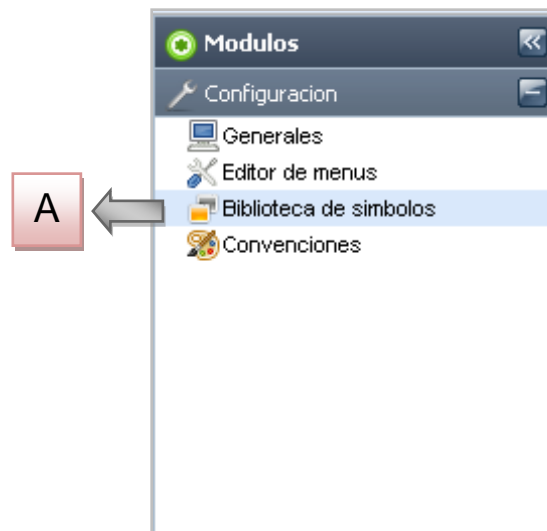 Modulos
Configuracion
Generales
Editor de menus
A
Biblioteca de simbolos
Convenciones